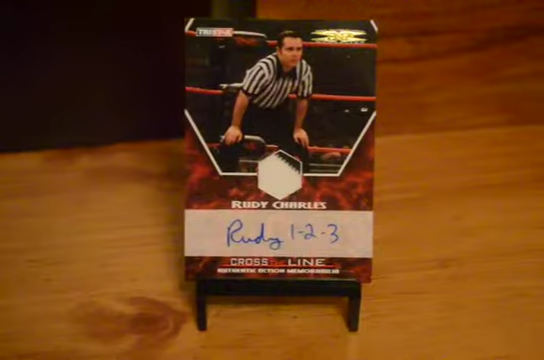 TRISTAR
RUDY CHARLES
Rudy 1-2-3
CROSS THE LINE
AUTHENTIC ACTION MEMORABILIA